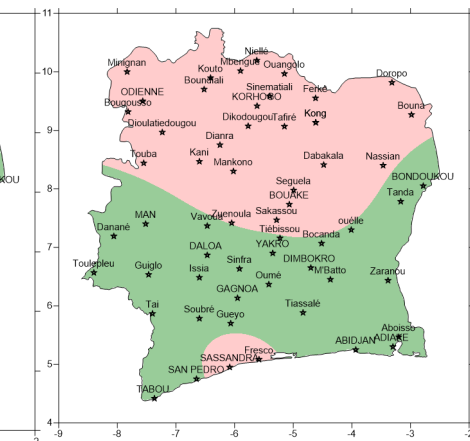 11
Niellé
Mbengué Ouangolo
Minignan Kouto
10
Boundiali Sinematiali Ferké Doropo
ODIENNE KORHOGO
Bougousso Bouna
Dikodougou Tafiré Kong
Dioulatiedougou
9
Dianra
Touba Kani Dabakala Nassian
Mankono
KOU BONDOUKOU
8
Seguela
BOUAKE Tanda
MAN Vavoua Zuenoula Sakassou ouélle
Danané Tiébissou
7
DALOA YAKRO Bocanda
Toulepleu Guiglo Sinfra DIMBOKRO
Issia Oumé M'Batto Zaranou
GAGNOA
6
Tai Soubré Gueyo Tiassalé
Aboisso
ABIDJAN ADIAKE
5
Fresco
SASSANDRA
SAN PEDRO
TABOU
4
-9 -8 -7 -6 -5 -4 -3